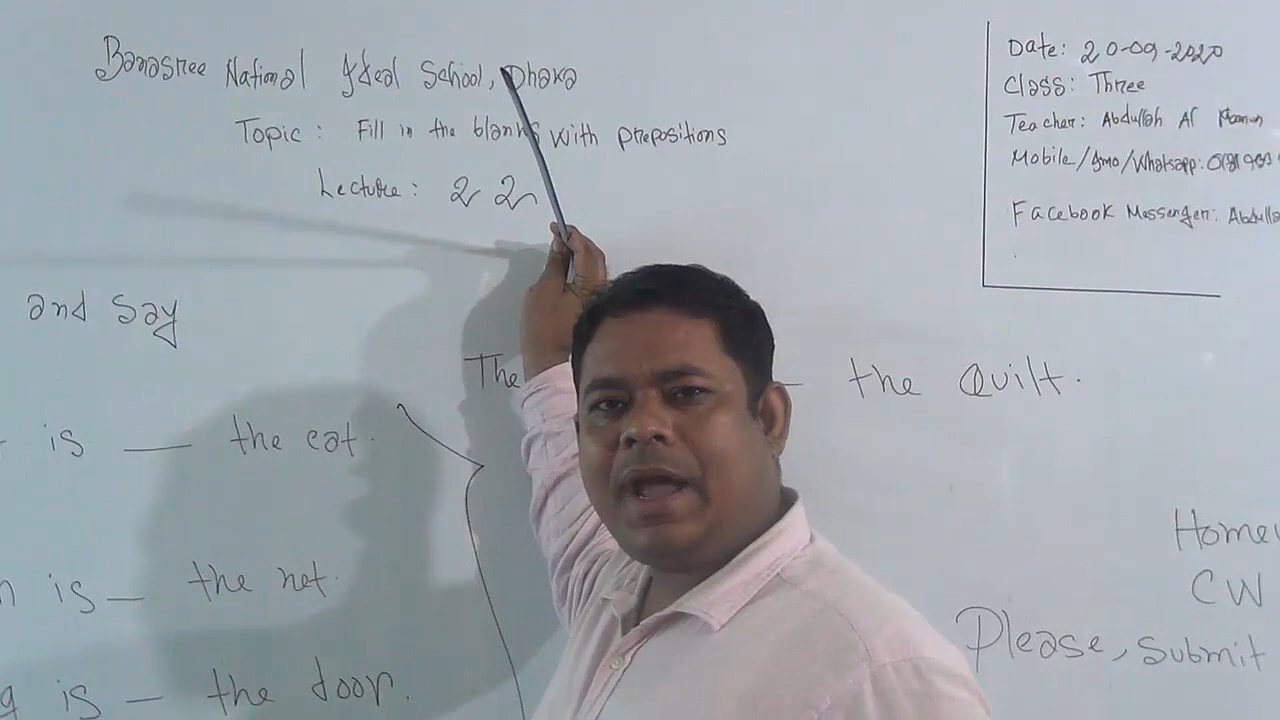 Banasree National Ideal School, Dhaka
Topic : Fill in the blanks with prepositions
Lecture : 22
Date: 20-09-2020
Class: Three
Teacher: Abdullah Al Mamun
Mobile/Imo/Whatsapp:
Facebook Messenger:
and Say
The
the Quilt.
is ___ the cat.
is _ the net.
is _ the door.
CW
Please, Submit